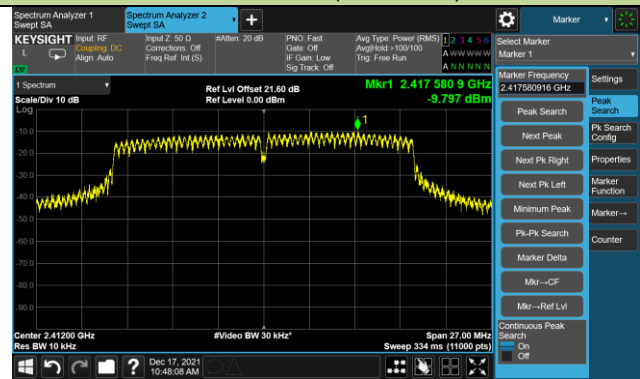 Spectrum Analyzer 1
Swept SA
Spectrum Analyzer 2
Swept SA
+
Marker
KEYSIGHT
L
LXI
Input: RF
Coupling: DC
Align: Auto
Input Z: 50 Ω
Corrections: Off
Freq Ref: Int (S)
#Atten: 20 dB
PNO: Fast
Gate: Off
IF Gain: Low
Sig Track: Off
Avg Type: Power (RMS)
Avg|Hold:>100/100
Trig: Free Run
1 2 3 4 5 6
A W W W W W
A N N N N N
Select Marker
Marker 1
1 Spectrum
Scale/Div 10 dB
Log
Ref Lvl Offset 21.60 dB
Ref Level 0.00 dBm
Mkr1 2.417 580 9 GHz
-9.797 dBm
1
-10.0
-20.0
-30.0
-40.0
-50.0
-60.0
-70.0
-80.0
-90.0
Center 2.41200 GHz
Res BW 10 kHz
#Video BW 30 kHz*
Span 27.00 MHz
Sweep 334 ms (11000 pts)
Marker Frequency
2.417580916 GHz
Peak Search
Next Peak
Next Pk Right
Next Pk Left
Minimum Peak
Pk-Pk Search
Marker Delta
Mkr→CF
Mkr→Ref Lvl
Continuous Peak
Search
On
Off
Settings
Peak
Search
Pk Search
Config
Properties
Marker
Function
Marker→
Counter
?
Dec 17, 2021
10:48:08 AM